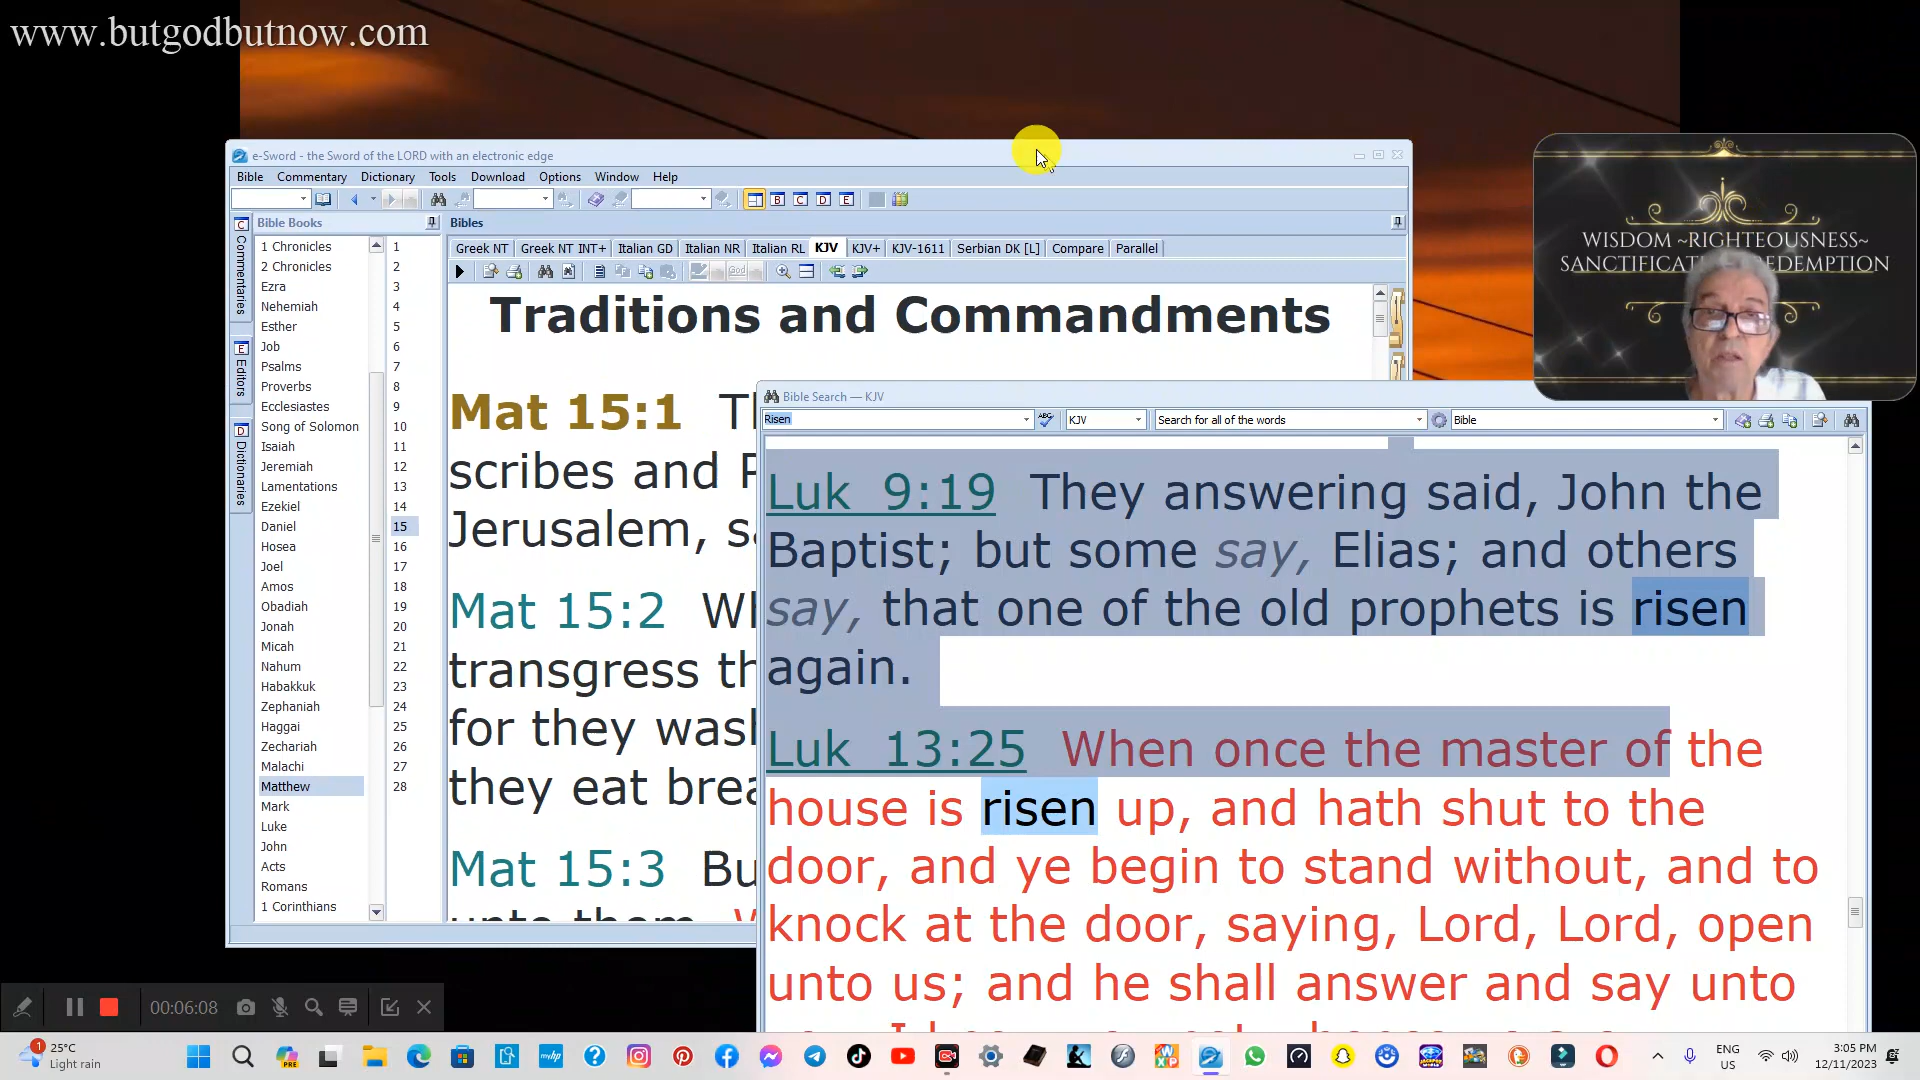 www.butgodbutnow.com
e-Sword - the Sword of the LORD with an electronic edge
Bible Commentary Dictionary Tools Download Options Window Help
B C D E
Bible Books
Bibles
C Commentaries
E Editors
D Dictionaries
1 Chronicles
2 Chronicles
Ezra
Nehemiah
Esther
Job
Psalms
Proverbs
Ecclesiastes
Song of Solomon
Isaiah
Jeremiah
Lamentations
Ezekiel
Daniel
Hosea
Joel
Amos
Obadiah
Jonah
Micah
Nahum
Habakkuk
Zephaniah
Haggai
Zechariah
Malachi
Matthew
Mark
Luke
John
Acts
Romans
1 Corinthians
1
2
3
4
5
6
7
8
9
10
11
12
13
14
15
16
17
18
19
20
21
22
23
24
25
26
27
28
Greek NT Greek NT INT+ Italian GD Italian NR Italian RL KJV KJV+ KJV-1611 Serbian DK [L] Compare Parallel
God
Traditions and Commandments
Mat 15:1
scribes and
Jerusalem,
Mat 15:2
transgress
for they
they eat
Mat 15:3
unto them
Bible Search — KJV
Risen ABC KJV Search for all of the words Bible
Luk 9:19 They answering said, John the
Baptist; but some say, Elias; and others
say, that one of the old prophets is risen
again.
Luk 13:25 When once the master of the
house is risen up, and hath shut to the
door, and ye begin to stand without, and to
knock at the door, saying, Lord, Lord, open
unto us; and he shall answer and say unto
WISDOM ~RIGHTEOUSNESS~
00:06:08
1
25°C
Light rain
PRE
myhp
ENG
US
3:05 PM
12/11/2023